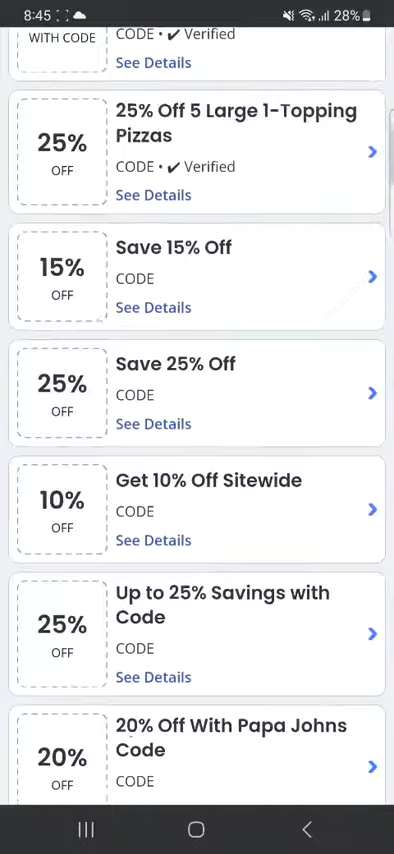 8:45 28%
WITH CODE
CODE • ✔ Verified
See Details
25%
OFF
25% Off 5 Large 1-Topping
Pizzas
CODE • ✔ Verified
See Details
15%
OFF
Save 15% Off
CODE
See Details
25%
OFF
Save 25% Off
CODE
See Details
10%
OFF
Get 10% Off Sitewide
CODE
See Details
25%
OFF
Up to 25% Savings with
Code
CODE
See Details
20%
OFF
20% Off With Papa Johns
Code
CODE